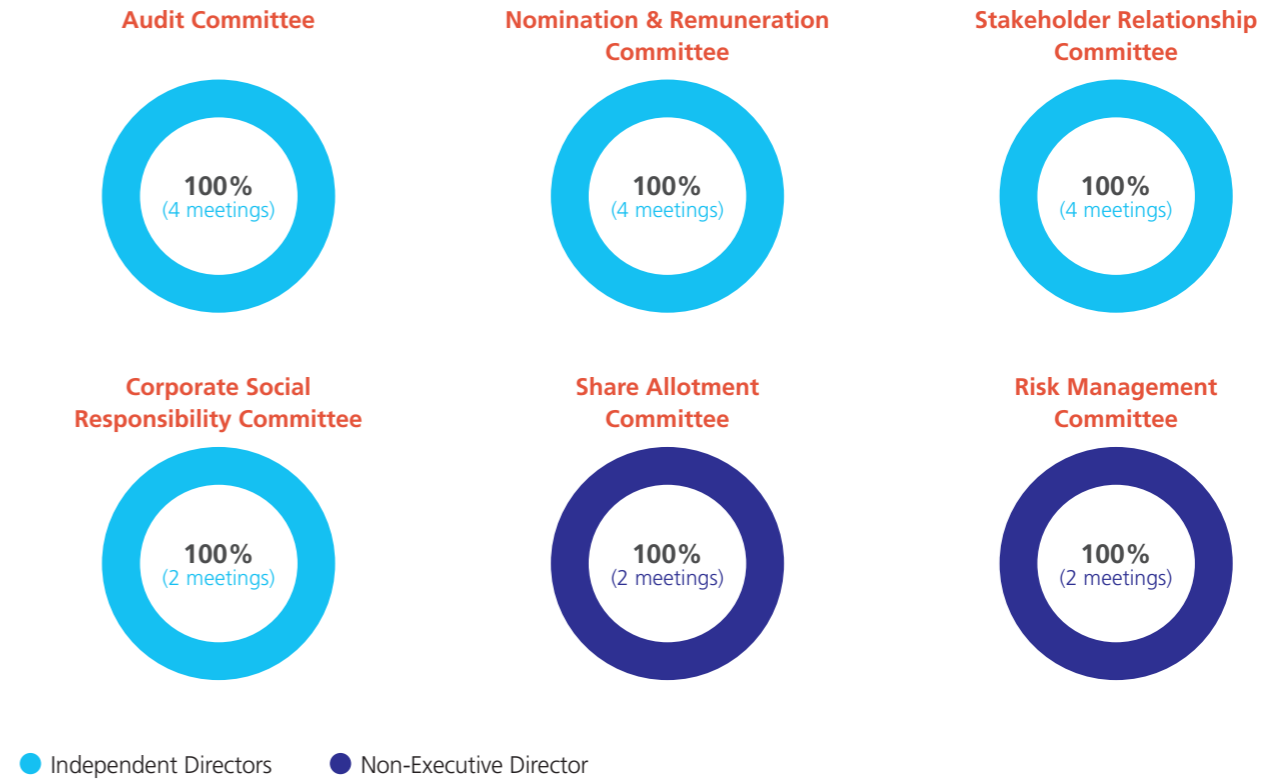 Audit Committee
Nomination & Remuneration
Committee
Stakeholder Relationship
Committee
100%
(4 meetings)
100%
(4 meetings)
100%
(4 meetings)
Corporate Social
Responsibility Committee
Share Allotment
Committee
Risk Management
Committee
100%
(2 meetings)
100%
(2 meetings)
100%
(2 meetings)
Independent Directors
Non-Executive Director